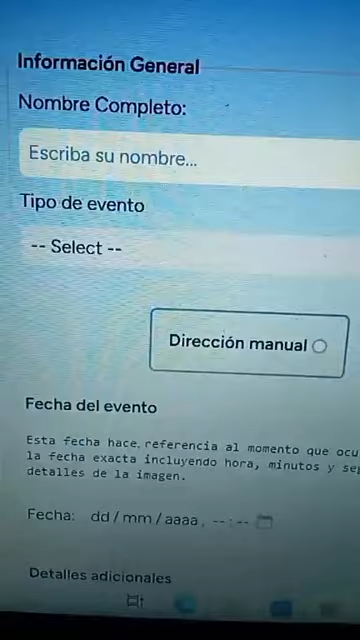 Información General
Nombre Completo:
Escriba su nombre...
Tipo de evento
-- Select --
Dirección manual
Fecha del evento
Esta fecha hace referencia al momento que
la fecha exacta incluyendo hora, minutos y
detalles de la imagen.
Fecha: dd / mm / aaaa , -- : --
Detalles adicionales